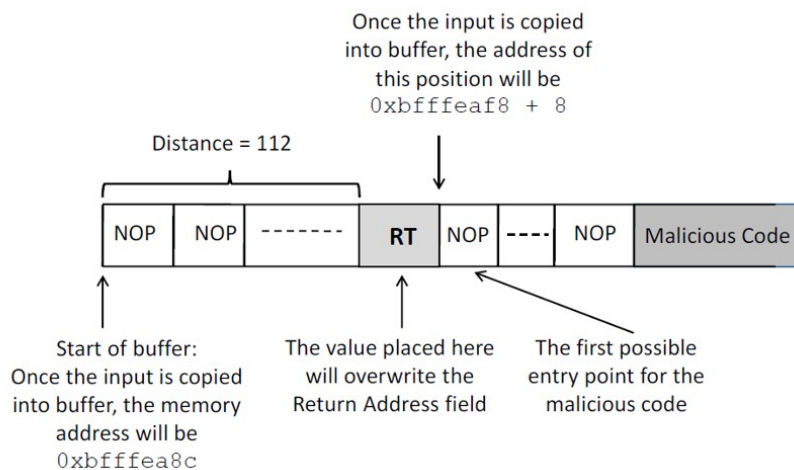 Once the input is copied
into buffer, the address of
this position will be
0xbfffeaf8 + 8
Distance = 112
NOP NOP ------- RT NOP ---- NOP Malicious Code
Start of buffer:
Once the input is copied
into buffer, the memory
address will be
0xbfffea8c
The value placed here
will overwrite the
Return Address field
The first possible
entry point for the
malicious code